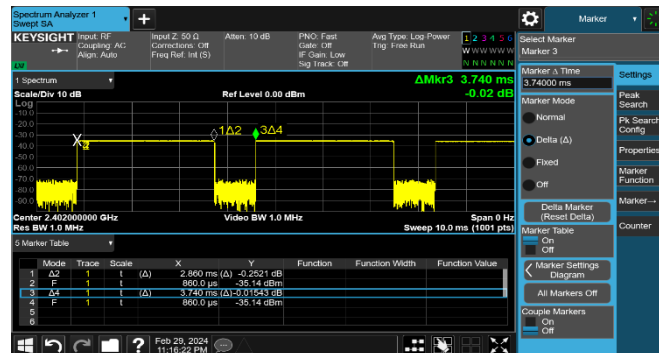 Spectrum Analyzer 1
Swept SA
+
Marker
KEYSIGHT
Input: RF
Coupling: AC
Align: Auto
Input Z: 50 Ω
Corrections: Off
Freq Ref: Int (S)
Atten: 10 dB
PNO: Fast
Gate: Off
IF Gain: Low
Sig Track: Off
Avg Type: Log-Power
Trig: Free Run
1 2 3 4 5 6
W W W W W W
N N N N N N
Select Marker
Marker 3
Marker Δ Time
3.74000 ms
Settings
Peak Search
Pk Search Config
Properties
Marker Function
Marker→
Counter
Marker Mode
Normal
Delta (Δ)
Fixed
Off
Delta Marker
(Reset Delta)
Marker Table
On
Off
Marker Settings
Diagram
All Markers Off
Couple Markers
On
Off
1 Spectrum
Scale/Div 10 dB
Ref Level 0.00 dBm
ΔMkr3 3.740 ms
-0.02 dB
Log
-10.0
-20.0
-30.0
-40.0
-50.0
-60.0
-70.0
-80.0
-90.0
1Δ2
3Δ4
Center 2.402000000 GHz
Res BW 1.0 MHz
Video BW 1.0 MHz
Span 0 Hz
Sweep 10.0 ms (1001 pts)
5 Marker Table
Mode Trace Scale X Y Function Function Width Function Value
1 Δ2 1 t (Δ) 2.860 ms (Δ) -0.2521 dB
2 F 1 t 860.0 µs -35.14 dBm
3 Δ4 1 t (Δ) 3.740 ms (Δ) -0.01543 dB
4 F 1 t 860.0 µs -35.14 dBm
5
6
?
Feb 29, 2024
11:16:22 PM